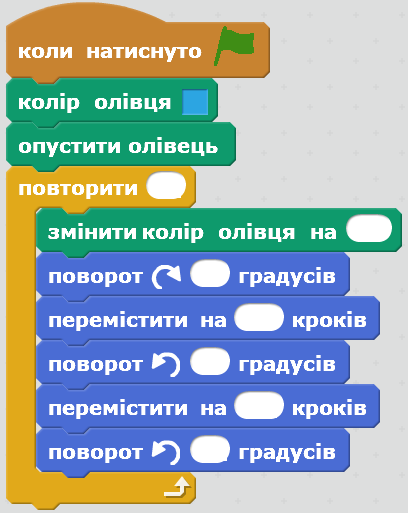 коли натиснуто
колір олівця
опустити олівець
повторити
змінити колір олівця на
поворот градусів
перемістити на кроків
поворот градусів
перемістити на кроків
поворот градусів